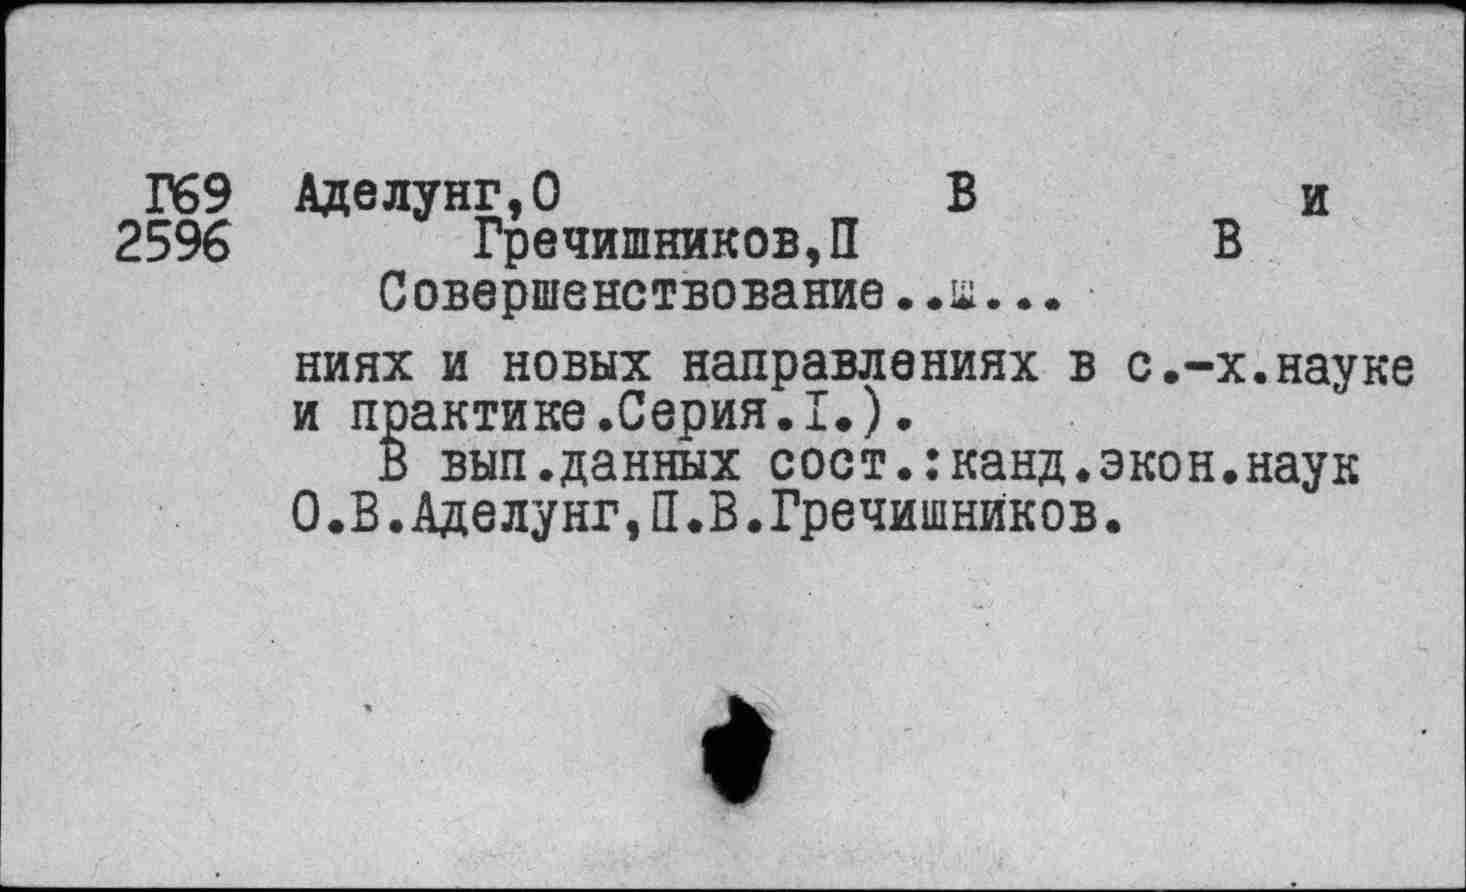 Г69 Аделунг,О В и
2596 Гречишников,П В
Совершенствование..ш...
ниях и новых направлениях в с.-х.науке
и практике.Серия.I.).
В вып.данных сост.:канд.экон.наук
О.В.Аделунг,П.В.Гречишников.